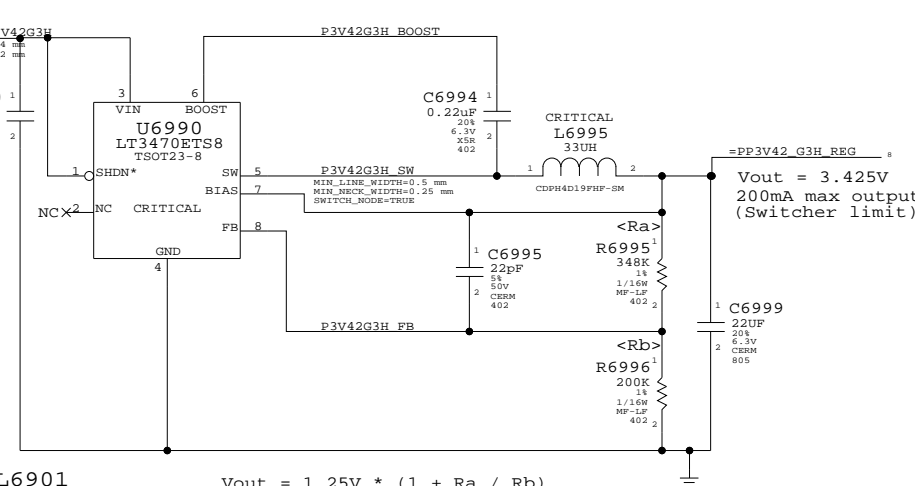 V42G3H
4 mm
2 mm
P3V42G3H_BOOST
3
6
VIN
BOOST
U6990
LT3470ETS8
TSOT23-8
1
SHDN*
SW
5
BIAS
7
NC
2
NC
CRITICAL
FB
8
GND
4
1
2
C6994
1
0.22uF
20%
6.3V
X5R
402
2
CRITICAL
L6995
33UH
1
2
CDPH4D19FHF-SM
P3V42G3H_SW
MIN_LINE_WIDTH=0.5 mm
MIN_NECK_WIDTH=0.25 mm
SWITCH_NODE=TRUE
=PP3V42_G3H_REG
8
Vout = 3.425V
200mA max output
(Switcher limit)
1
C6995
22pF
5%
50V
CERM
402
2
<Ra>
R6995
1
348K
1%
1/16W
MF-LF
402
2
P3V42G3H_FB
<Rb>
R6996
1
200K
1%
1/16W
MF-LF
402
2
1
C6999
22UF
20%
6.3V
CERM
805
2
L6901
Vout = 1.25V * (1 + Ra / Rb)